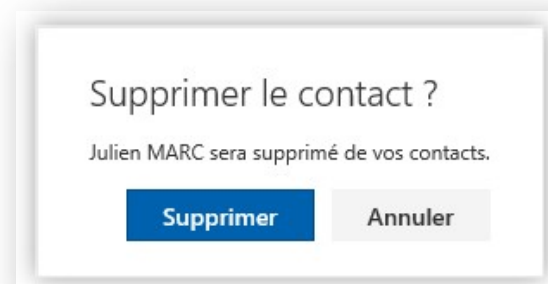 Supprimer le contact ?
Julien MARC sera supprimé de vos contacts.
Supprimer Annuler